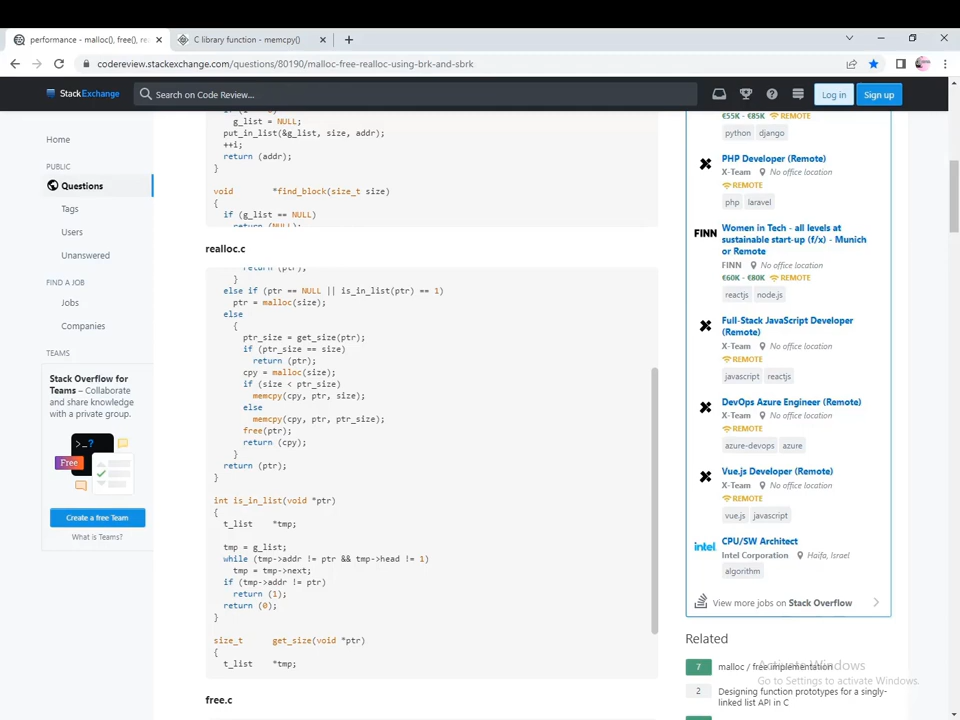 performance - malloc(), free(), re
C library function - memcpy()
codereview.stackexchange.com/questions/80190/malloc-free-realloc-using-brk-and-sbrk
StackExchange
Search on Code Review...
Log in
Sign up
Home
PUBLIC
Questions
Tags
Users
Unanswered
FIND A JOB
Jobs
Companies
TEAMS
Stack Overflow for
Teams – Collaborate
and share knowledge
with a private group.
>_?
Free
Create a free Team
What is Teams?
g_list = NULL;
put_in_list(&g_list, size, addr);
++i;
return (addr);
}
void *find_block(size_t size)
{
if (g_list == NULL)
return (NULL);
realloc.c
return (ptr);
}
else if (ptr == NULL || is_in_list(ptr) == 1)
ptr = malloc(size);
else
{
ptr_size = get_size(ptr);
if (ptr_size == size)
return (ptr);
cpy = malloc(size);
if (size < ptr_size)
memcpy(cpy, ptr, size);
else
memcpy(cpy, ptr, ptr_size);
free(ptr);
return (cpy);
}
return (ptr);
}
int is_in_list(void *ptr)
{
t_list *tmp;
tmp = g_list;
while (tmp->addr != ptr && tmp->head != 1)
tmp = tmp->next;
if (tmp->addr != ptr)
return (1);
return (0);
}
size_t get_size(void *ptr)
{
t_list *tmp;
free.c
€55K - €85K REMOTE
python django
PHP Developer (Remote)
X-Team No office location
REMOTE
php laravel
FINN
Women in Tech - all levels at
sustainable start-up (f/x) - Munich
or Remote
FINN No office location
€60K - €80K REMOTE
reactjs node.js
Full-Stack JavaScript Developer
(Remote)
X-Team No office location
REMOTE
javascript reactjs
DevOps Azure Engineer (Remote)
X-Team No office location
REMOTE
azure-devops azure
Vue.js Developer (Remote)
X-Team No office location
REMOTE
vue.js javascript
intel
CPU/SW Architect
Intel Corporation Haifa, Israel
algorithm
View more jobs on Stack Overflow
Related
7 malloc / free implementation
2 Designing function prototypes for a singly-
linked list API in C
Activate Windows
Go to Settings to activate Windows.